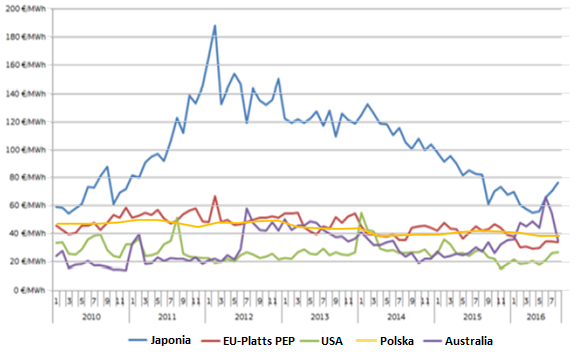 200 €/MWh
180 €/MWh
160 €/MWh
140 €/MWh
120 €/MWh
100 €/MWh
80 €/MWh
60 €/MWh
40 €/MWh
20 €/MWh
0 €/MWh
1 3 5 7 9 11 1 3 5 7 9 11 1 3 5 7 9 11 1 3 5 7 9 11 1 3 5 7 9 11 1 3 5 7 9 11 1 3 5 7
2010 2011 2012 2013 2014 2015 2016
Japonia EU-Platts PEP USA Polska Australia